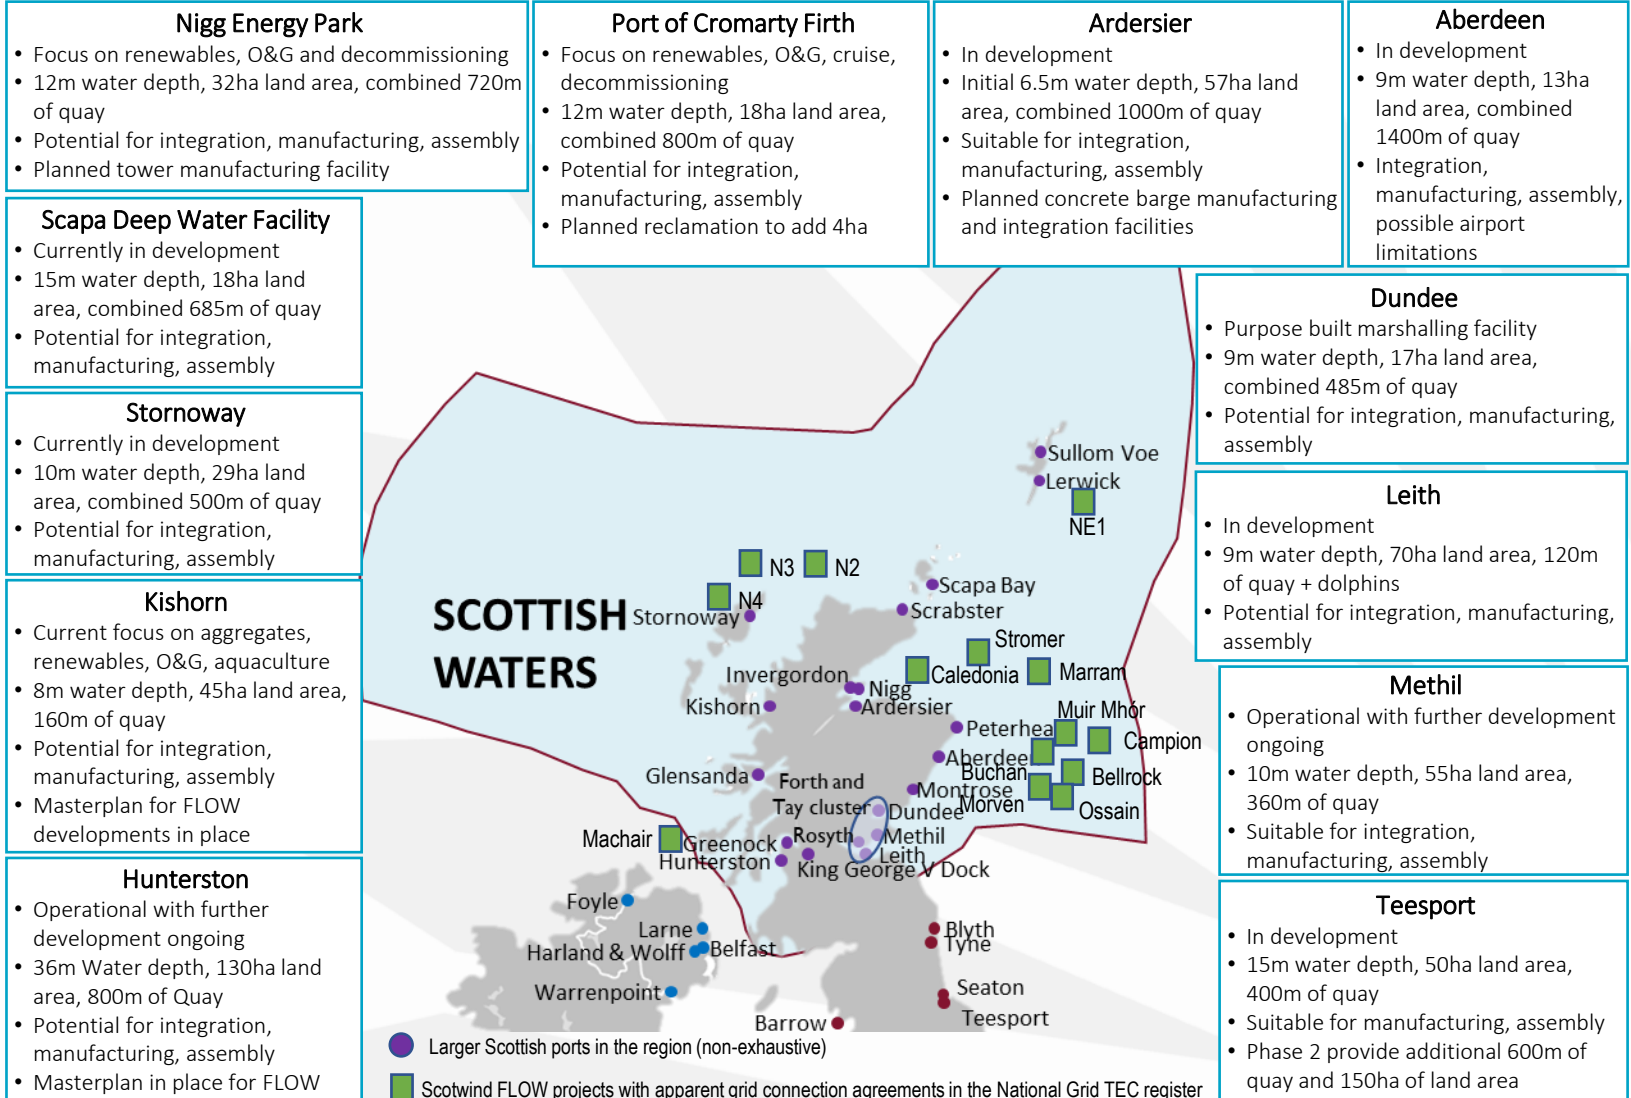 Nigg Energy Park
• Focus on renewables, O&G and decommissioning
• 12m water depth, 32ha land area, combined 720m
of quay
• Potential for integration, manufacturing, assembly
• Planned tower manufacturing facility
Port of Cromarty Firth
• Focus on renewables, O&G, cruise,
decommissioning
• 12m water depth, 18ha land area,
combined 800m of quay
• Potential for integration,
manufacturing, assembly
• Planned reclamation to add 4ha
Ardersier
• In development
• Initial 6.5m water depth, 57ha land
area, combined 1000m of quay
• Suitable for integration,
manufacturing, assembly
• Planned concrete barge manufacturing
and integration facilities
Aberdeen
• In development
• 9m water depth, 13ha
land area, combined
1400m of quay
• Integration,
manufacturing, assembly,
possible airport
limitations
Scapa Deep Water Facility
• Currently in development
• 15m water depth, 18ha land
area, combined 685m of quay
• Potential for integration,
manufacturing, assembly
Stornoway
• Currently in development
• 10m water depth, 29ha land
area, combined 500m of quay
• Potential for integration,
manufacturing, assembly
Kishorn
• Current focus on aggregates,
renewables, O&G, aquaculture
• 8m water depth, 45ha land area,
160m of quay
• Potential for integration,
manufacturing, assembly
• Masterplan for FLOW
developments in place
Hunterston
• Operational with further
development ongoing
• 36m Water depth, 130ha land
area, 800m of Quay
• Potential for integration,
manufacturing, assembly
• Masterplan in place for FLOW
Dundee
• Purpose built marshalling facility
• 9m water depth, 17ha land area,
combined 485m of quay
• Potential for integration, manufacturing,
assembly
Leith
• In development
• 9m water depth, 70ha land area, 120m
of quay + dolphins
• Potential for integration, manufacturing,
assembly
Methil
• Operational with further development
ongoing
• 10m water depth, 55ha land area,
360m of quay
• Suitable for integration,
manufacturing, assembly
Teesport
• In development
• 15m water depth, 50ha land area,
400m of quay
• Suitable for manufacturing, assembly
• Phase 2 provide additional 600m of
quay and 150ha of land area
SCOTTISH
WATERS
Sullom Voe
Lerwick
NE1
N3
N2
N4
Stornoway
Scapa Bay
Scrabster
Stromer
Caledonia
Marram
Invergordon
Nigg
Kishorn
Ardersier
Muir Mhór
Peterhea
Campion
Aberdee
Buchan
Bellrock
Glensanda
Forth and
Tay cluster
Montrose
Morven
Ossain
Dundee
Machair
Greenock
Rosyth
Methil
Hunterston
Leith
King George V Dock
Foyle
Larne
Harland & Wolff
Belfast
Warrenpoint
Blyth
Tyne
Seaton
Teesport
Barrow
Larger Scottish ports in the region (non-exhaustive)
Scotwind FLOW projects with apparent grid connection agreements in the National Grid TEC register